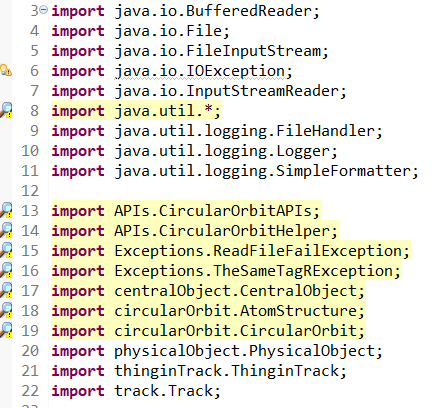 3 import java.io.BufferedReader;
4 import java.io.File;
5 import java.io.FileInputStream;
6 import java.io.IOException;
7 import java.io.InputStreamReader;
8 import java.util.*;
9 import java.util.logging.FileHandler;
10 import java.util.logging.Logger;
11 import java.util.logging.SimpleFormatter;
12
13 import APIs.CircularOrbitAPIs;
14 import APIs.CircularOrbitHelper;
15 import Exceptions.ReadFileFailException;
16 import Exceptions.TheSameTagRException;
17 import centralObject.CentralObject;
18 import circularOrbit.AtomStructure;
19 import circularOrbit.CircularOrbit;
20 import physicalObject.PhysicalObject;
21 import thinginTrack.ThinginTrack;
22 import track.Track;